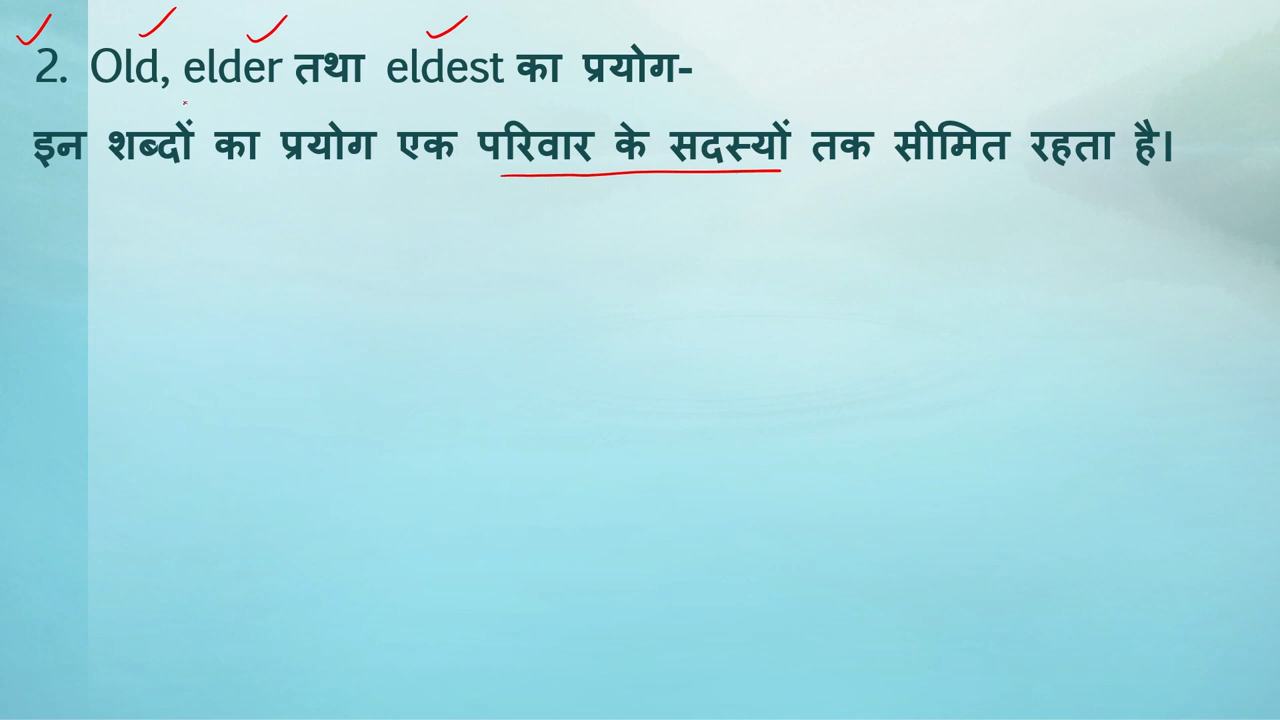 2. Old, elder तथा eldest का प्रयोग-
इन शब्दों का प्रयोग एक परिवार के सदस्यों तक सीमित रहता है।